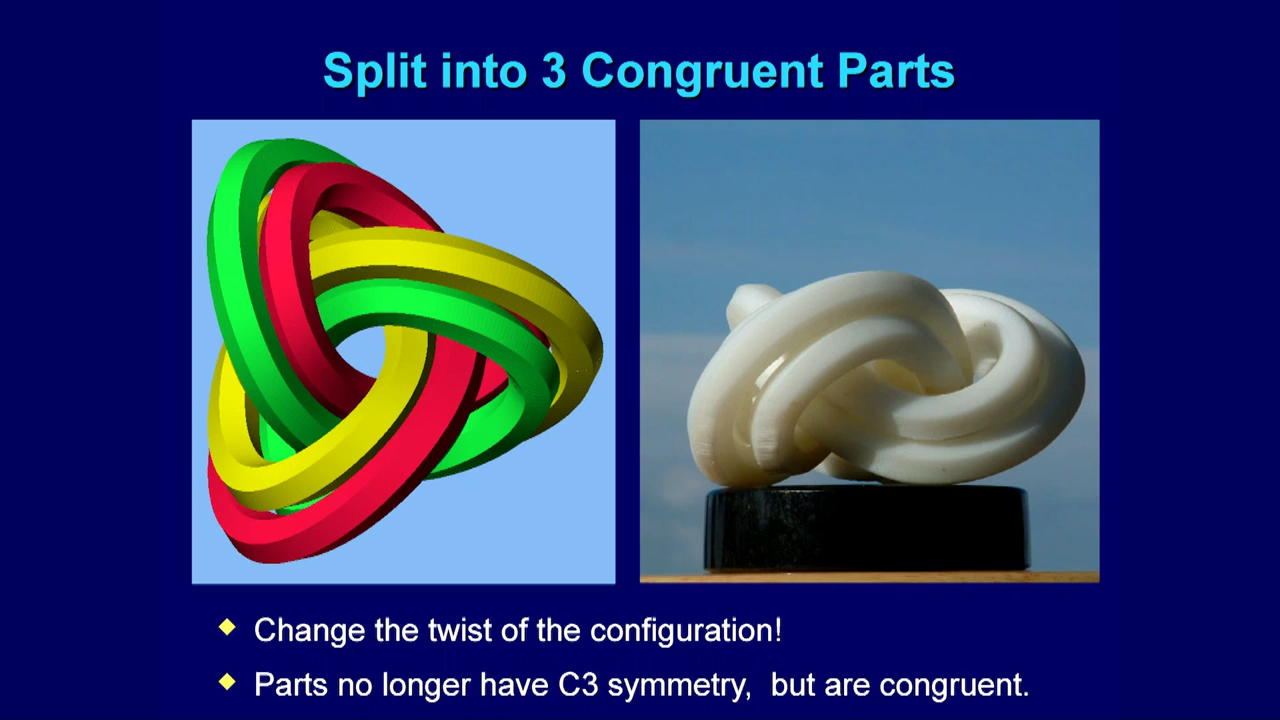 Split into 3 Congruent Parts
Change the twist of the configuration!
Parts no longer have C3 symmetry,  but are congruent.